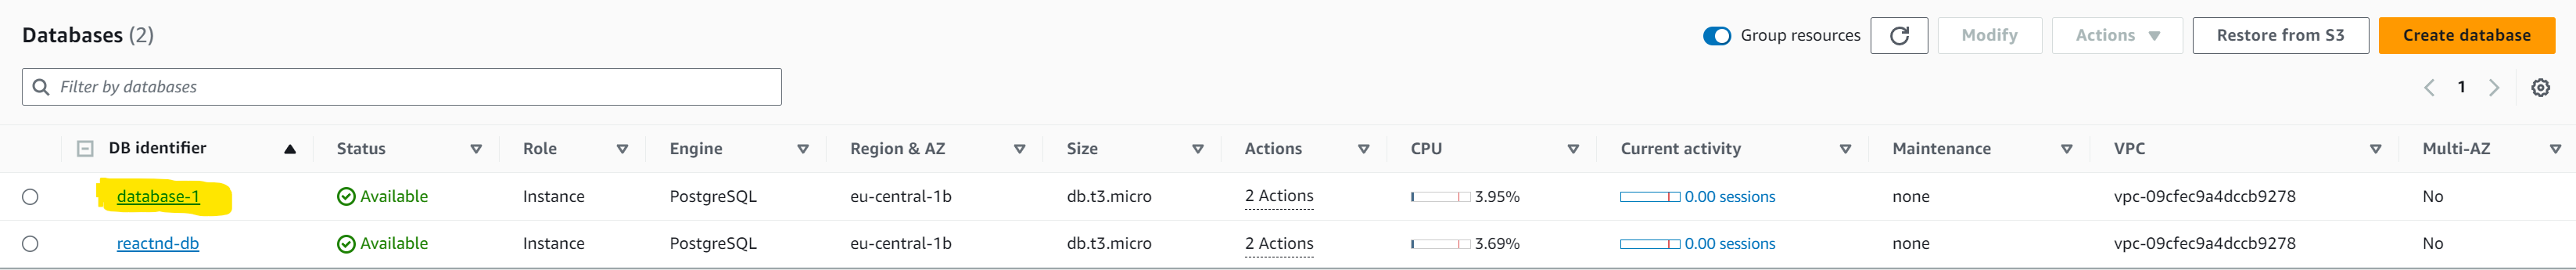 Databases (2) Group resources Modify Actions Restore from S3 Create database
Filter by databases 1
DB identifier Status Role Engine Region & AZ Size Actions CPU Current activity Maintenance VPC Multi-AZ
database-1 Available Instance PostgreSQL eu-central-1b db.t3.micro 2 Actions 3.95% 0.00 sessions none vpc-09cfec9a4dccb9278 No
reactnd-db Available Instance PostgreSQL eu-central-1b db.t3.micro 2 Actions 3.69% 0.00 sessions none vpc-09cfec9a4dccb9278 No